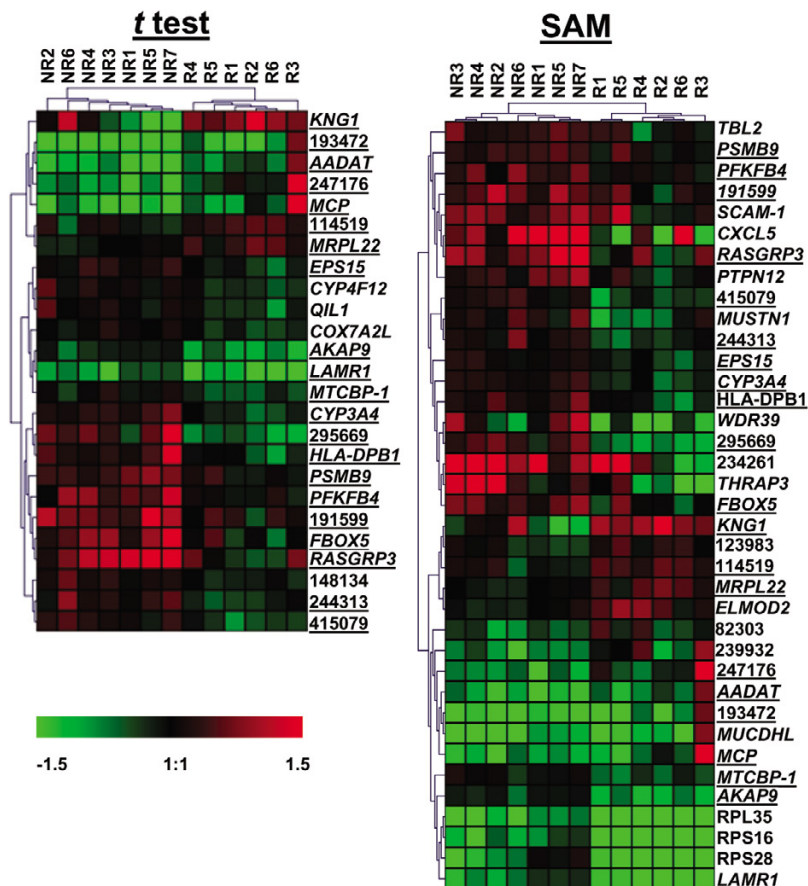 t test
NR2 NR6 NR4 NR3 NR1 NR5 NR7 R4 R5 R1 R2 R6 R3
KNG1
193472
AADAT
247176
MCP
114519
MRPL22
EPS15
CYP4F12
QIL1
COX7A2L
AKAP9
LAMR1
MTCBP-1
CYP3A4
295669
HLA-DPB1
PSMB9
PFKFB4
191599
FBOX5
RASGRP3
148134
244313
415079
-1.5 1:1 1.5
SAM
NR3 NR4 NR2 NR6 NR1 NR5 NR7 R1 R5 R4 R2 R6 R3
TBL2
PSMB9
PFKFB4
191599
SCAM-1
CXCL5
RASGRP3
PTPN12
415079
MUSTN1
244313
EPS15
CYP3A4
HLA-DPB1
WDR39
295669
234261
THRAP3
FBOX5
KNG1
123983
114519
MRPL22
ELMOD2
82303
239932
247176
AADAT
193472
MUCDHL
MCP
MTCBP-1
AKAP9
RPL35
RPS16
RPS28
LAMR1